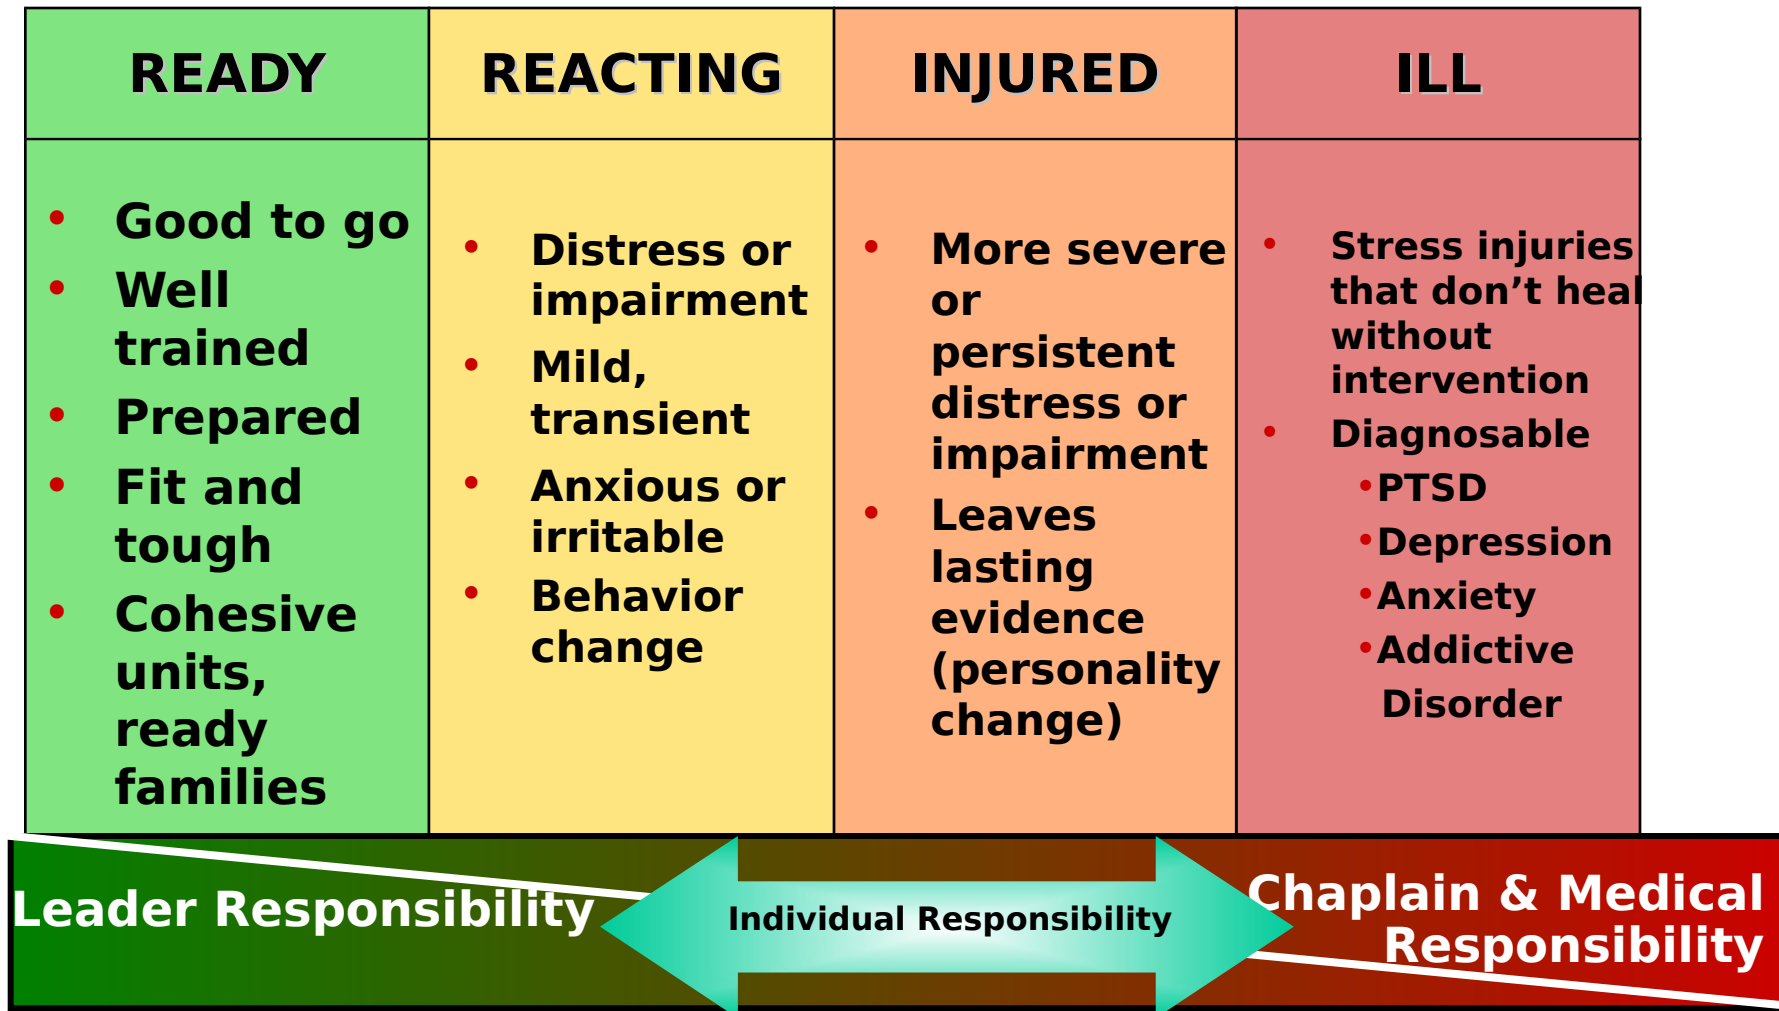 READY
REACTING
INJURED
ILL
• Good to go
• Well
trained
• Prepared
• Fit and
tough
• Cohesive
units,
ready
families
• Distress or
impairment
• Mild,
transient
• Anxious or
irritable
• Behavior
change
• More severe
or
persistent
distress or
impairment
• Leaves
lasting
evidence
(personality
change)
• Stress injuries
that don’t heal
without
intervention
• Diagnosable
•PTSD
•Depression
•Anxiety
•Addictive
Disorder
Leader Responsibility
Individual Responsibility
Chaplain & Medical
Responsibility